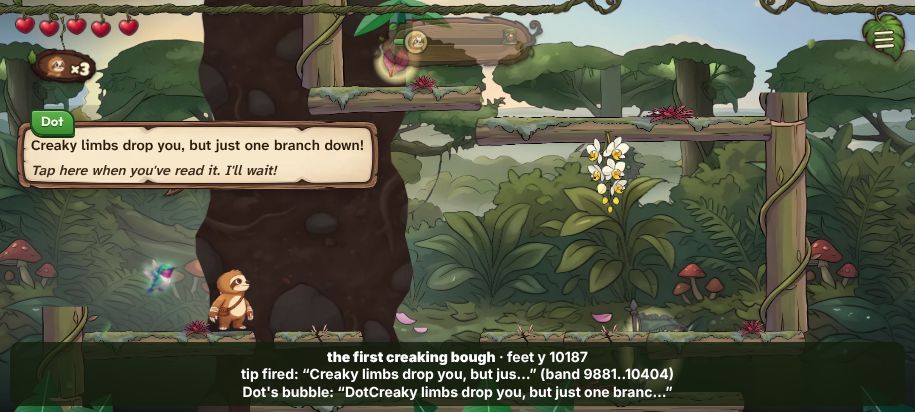 ×3
Dot
Creaky limbs drop you, but just one branch down!
Tap here when you've read it. I'll wait!
the first creaking bough · feet y 10187
tip fired: “Creaky limbs drop you, but jus...” (band 9881..10404)
Dot's bubble: “DotCreaky limbs drop you, but just one branc...”